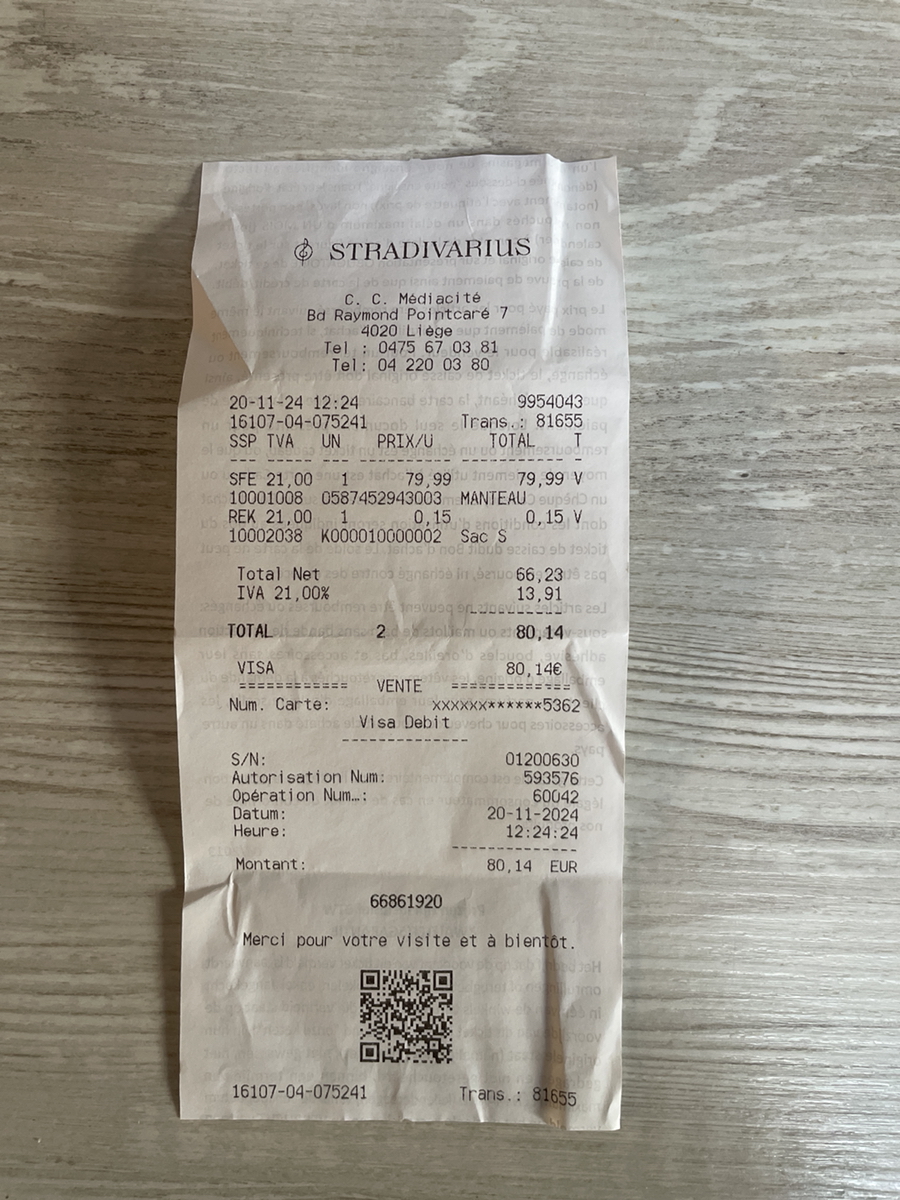 STRADIVARIUS
C. C. Médiacité
Bd Raymond Pointcaré 7
4020 Liège
Tel : 0475 67 03 81
Tel: 04 220 03 80
20-11-24 12:24 9954043
16107-04-075241 Trans.: 81655
SSP TVA UN PRIX/U TOTAL T
--- ----- ---- --------- --------- -
SFE 21,00 1 79,99 79,99 V
10001008 0587452943003 MANTEAU
REK 21,00 1 0,15 0,15 V
10002038 K000010000002 Sac S
Total Net 66,23
IVA 21,00% 13,91
----------
TOTAL 2 80,14
VISA 80,14€
============ VENTE =============
Num. Carte: xxxxxx******5362
Visa Debit
--------------
S/N: 01200630
Autorisation Num: 593576
Opération Num…: 60042
Datum: 20-11-2024
Heure: 12:24:24
--------------
Montant: 80,14 EUR
66861920
Merci pour votre visite et à bientôt.
16107-04-075241 Trans.: 81655